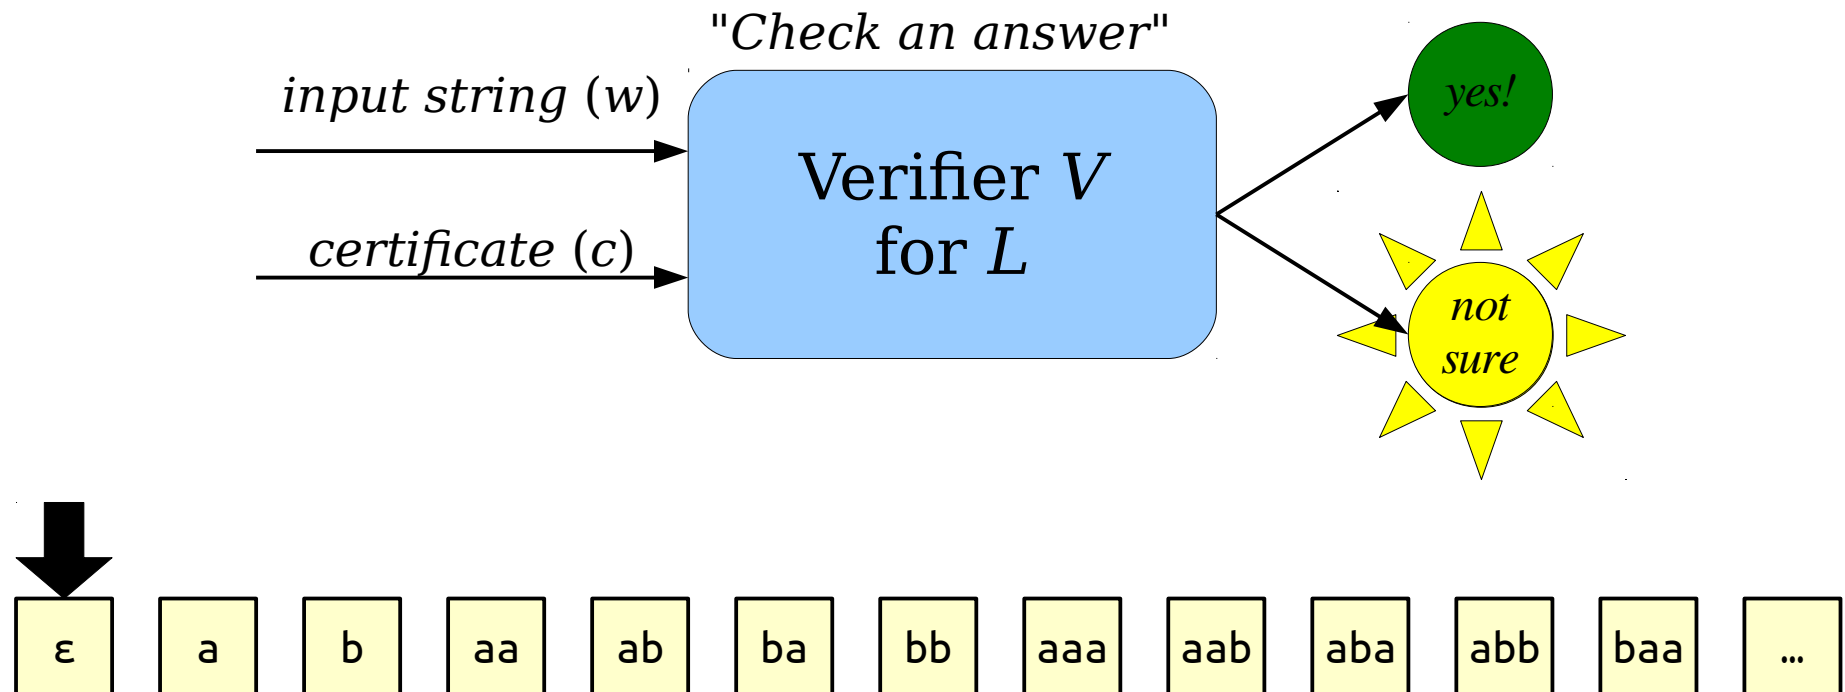 "Check an answer"
input string (w)
certificate (c)
Verifier V
for L
yes!
not
sure
ε a b aa ab ba bb aaa aab aba abb baa …